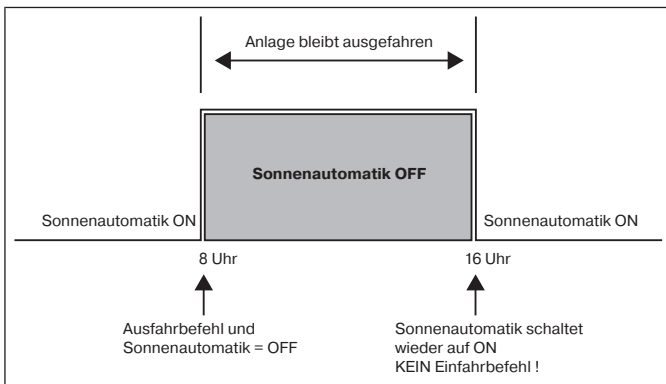 Anlage bleibt ausgefahren
Sonnenautomatik OFF
Sonnenautomatik ON
Sonnenautomatik ON
8 Uhr
16 Uhr
Ausfahrbefehl und
Sonnenautomatik = OFF
Sonnenautomatik schaltet
wieder auf ON
KEIN Einfahrbefehl !